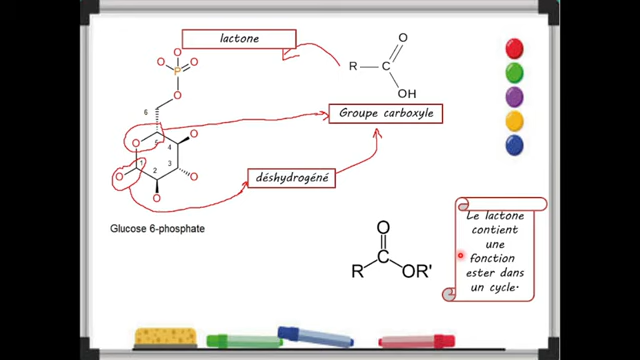 lactone
Groupe carboxyle
déshydrogéné
Glucose 6-phosphate
O
O
P
O
O
6
O
5
4
O
O
1
3
2
O
O
O
R
C
OH
O
R
C
OR'
Le lactone
contient
une
fonction
ester dans
un cycle.